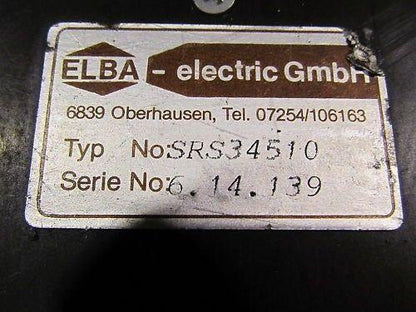 ELBA - electric GmbH
6839 Oberhausen, Tel. 07254/106163
Typ No: SRS34510
Serie No: 6.14.139